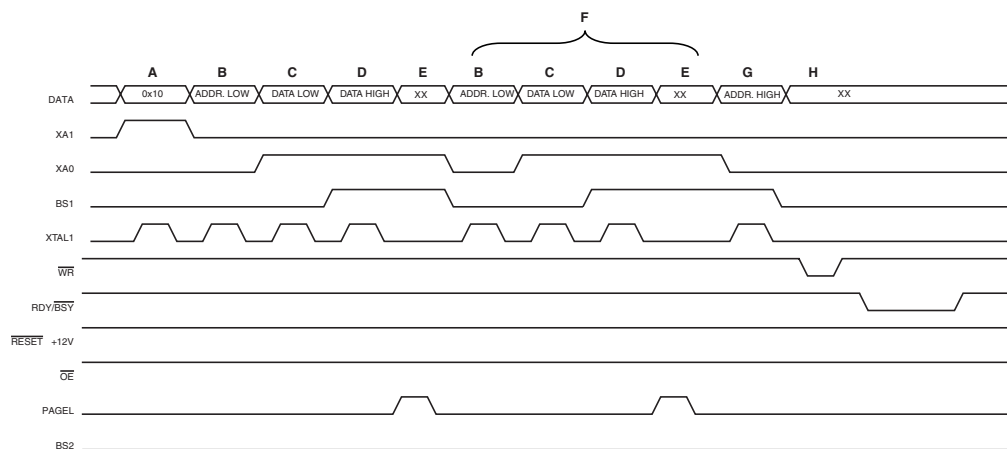 F
A B C D E B C D E G H
DATA 0x10 ADDR. LOW DATA LOW DATA HIGH XX ADDR. LOW DATA LOW DATA HIGH XX ADDR. HIGH XX
XA1
XA0
BS1
XTAL1
WR
RDY/BSY
RESET +12V
OE
PAGEL
BS2